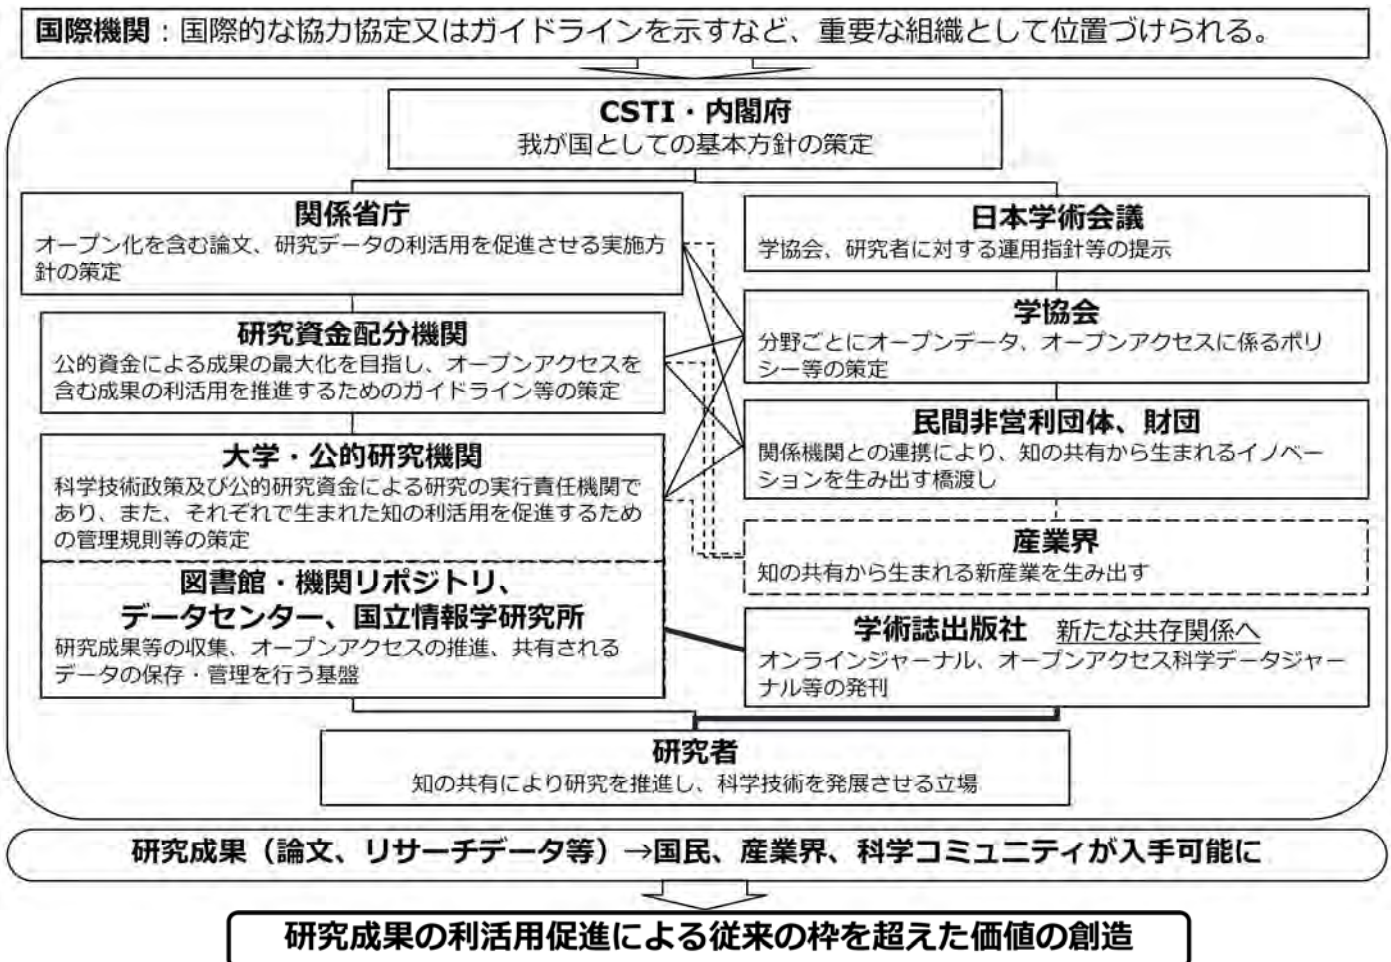 国際機関：国際的な協力協定又はガイドラインを示すなど、重要な組織として位置づけられる。
CSTI・内閣府
我が国としての基本方針の策定
関係省庁
オープン化を含む論文、研究データの利活用を促進させる実施方
針の策定
日本学術会議
学協会、研究者に対する運用指針等の提示
研究資金配分機関
公的資金による成果の最大化を目指し、オープンアクセスを
含む成果の利活用を推進するためのガイドライン等の策定
学協会
分野ごとにオープンデータ、オープンアクセスに係るポリ
シー等の策定
大学・公的研究機関
科学技術政策及び公的研究資金による研究の実行責任機関で
あり、また、それぞれで生まれた知の利活用を促進するため
の管理規則等の策定
民間非営利団体、財団
関係機関との連携により、知の共有から生まれるイノベー
ションを生み出す橋渡し
産業界
知の共有から生まれる新産業を生み出す
図書館・機関リポジトリ、
データセンター、国立情報学研究所
研究成果等の収集、オープンアクセスの推進、共有される
データの保存・管理を行う基盤
学術誌出版社 新たな共存関係へ
オンラインジャーナル、オープンアクセス科学データジャー
ナル等の発刊
研究者
知の共有により研究を推進し、科学技術を発展させる立場
研究成果（論文、リサーチデータ等）→国民、産業界、科学コミュニティが入手可能に
研究成果の利活用促進による従来の枠を超えた価値の創造